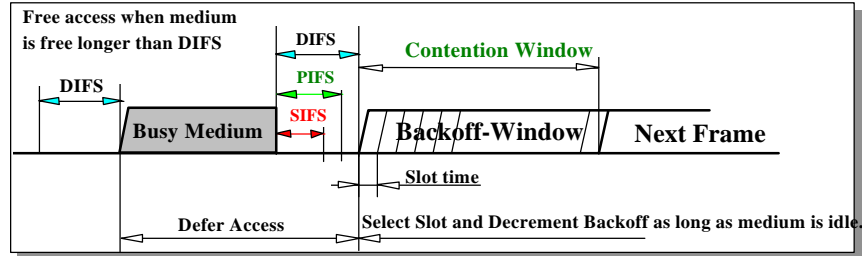 Free access when medium
is free longer than DIFS
DIFS
DIFS
PIFS
SIFS
Contention Window
Busy Medium
Backoff-Window
Next Frame
Slot time
Defer Access
Select Slot and Decrement Backoff as long as medium is idle.